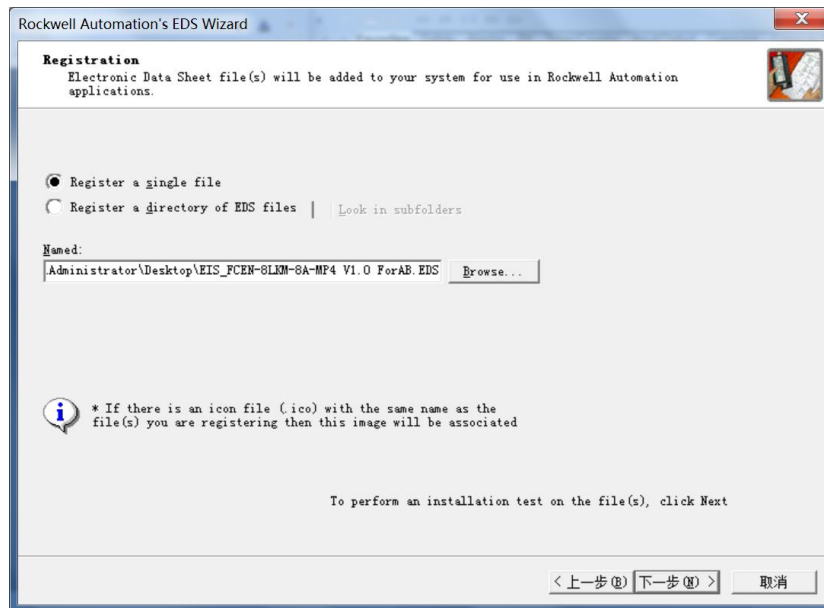 Rockwell Automation's EDS Wizard
Registration
Electronic Data Sheet file(s) will be added to your system for use in Rockwell Automation
applications.
Register a single file
Register a directory of EDS files | Look in subfolders
Named:
Administrator\Desktop\EIS_FCEN-8LKM-8A-MP4 V1.0 ForAB.EDS Browse...
* If there is an icon file (.ico) with the same name as the
file(s) you are registering then this image will be associated
To perform an installation test on the file(s), click Next
< 上一步(B) 下一步(N) > 取消